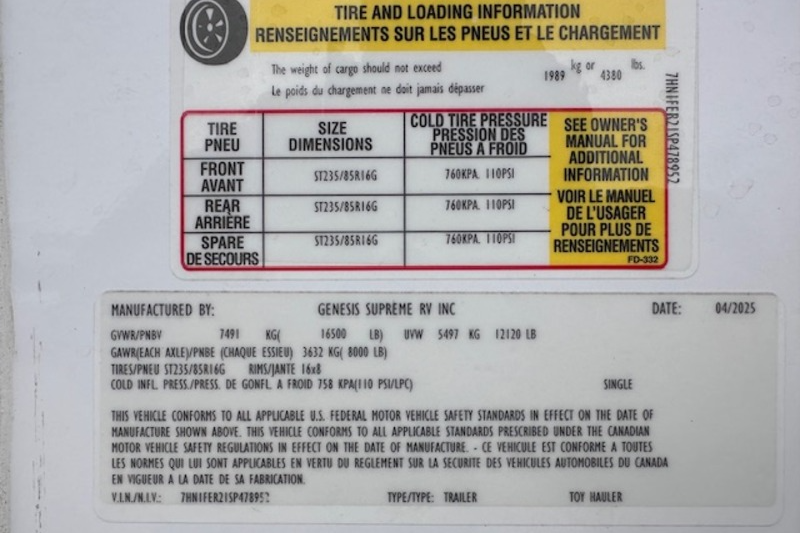 TIRE AND LOADING INFORMATION
RENSEIGNEMENTS SUR LES PNEUS ET LE CHARGEMENT
The weight of cargo should not exceed 1989 kg or 4380 lbs.
Le poids du chargement ne doit jamais dépasser
7HN1FER21SP478952
TIRE SIZE COLD TIRE PRESSURE
PNEU DIMENSIONS PRESSION DES
PNEUS A FROID
FRONT
AVANT ST235/85R16G 760KPA. 110PSI
REAR
ARRIÈRE ST235/85R16G 760KPA. 110PSI
SPARE
DE SECOURS ST235/85R16G 760KPA. 110PSI
SEE OWNER'S
MANUAL FOR
ADDITIONAL
INFORMATION
VOIR LE MANUEL
DE L'USAGER
POUR PLUS DE
RENSEIGNEMENTS
FD-332
MANUFACTURED BY: GENESIS SUPREME RV INC DATE: 04/2025
GVWR/PNBV 7491 KG( 16500 LB) UVW 5497 KG 12120 LB
GAWR(EACH AXLE)/PNBE (CHAQUE ESSIEU) 3632 KG( 8000 LB)
TIRES/PNEU ST235/85R16G RIMS/JANTE 16x8
COLD INFL. PRESS./PRESS. DE GONFL. A FROID 758 KPA(110 PSI/LPC) SINGLE
THIS VEHICLE CONFORMS TO ALL APPLICABLE U.S. FEDERAL MOTOR VEHICLE SAFETY STANDARDS IN EFFECT ON THE DATE OF
MANUFACTURE SHOWN ABOVE. THIS VEHICLE CONFORMS TO ALL APPLICABLE STANDARDS PRESCRIBED UNDER THE CANADIAN
MOTOR VEHICLE SAFETY REGULATIONS IN EFFECT ON THE DATE OF MANUFACTURE. - CE VEHICULE EST CONFORME A TOUTES
LES NORMES QUI LUI SONT APPLICABLES EN VERTU DU REGLEMENT SUR LA SECURITE DES VEHICULES AUTOMOBILES DU CANADA
EN VIGUEUR A LA DATE DE SA FABRICATION.
V.I.N./N.I.V.: 7HN1FER21SP478952 TYPE/TYPE: TRAILER TOY HAULER